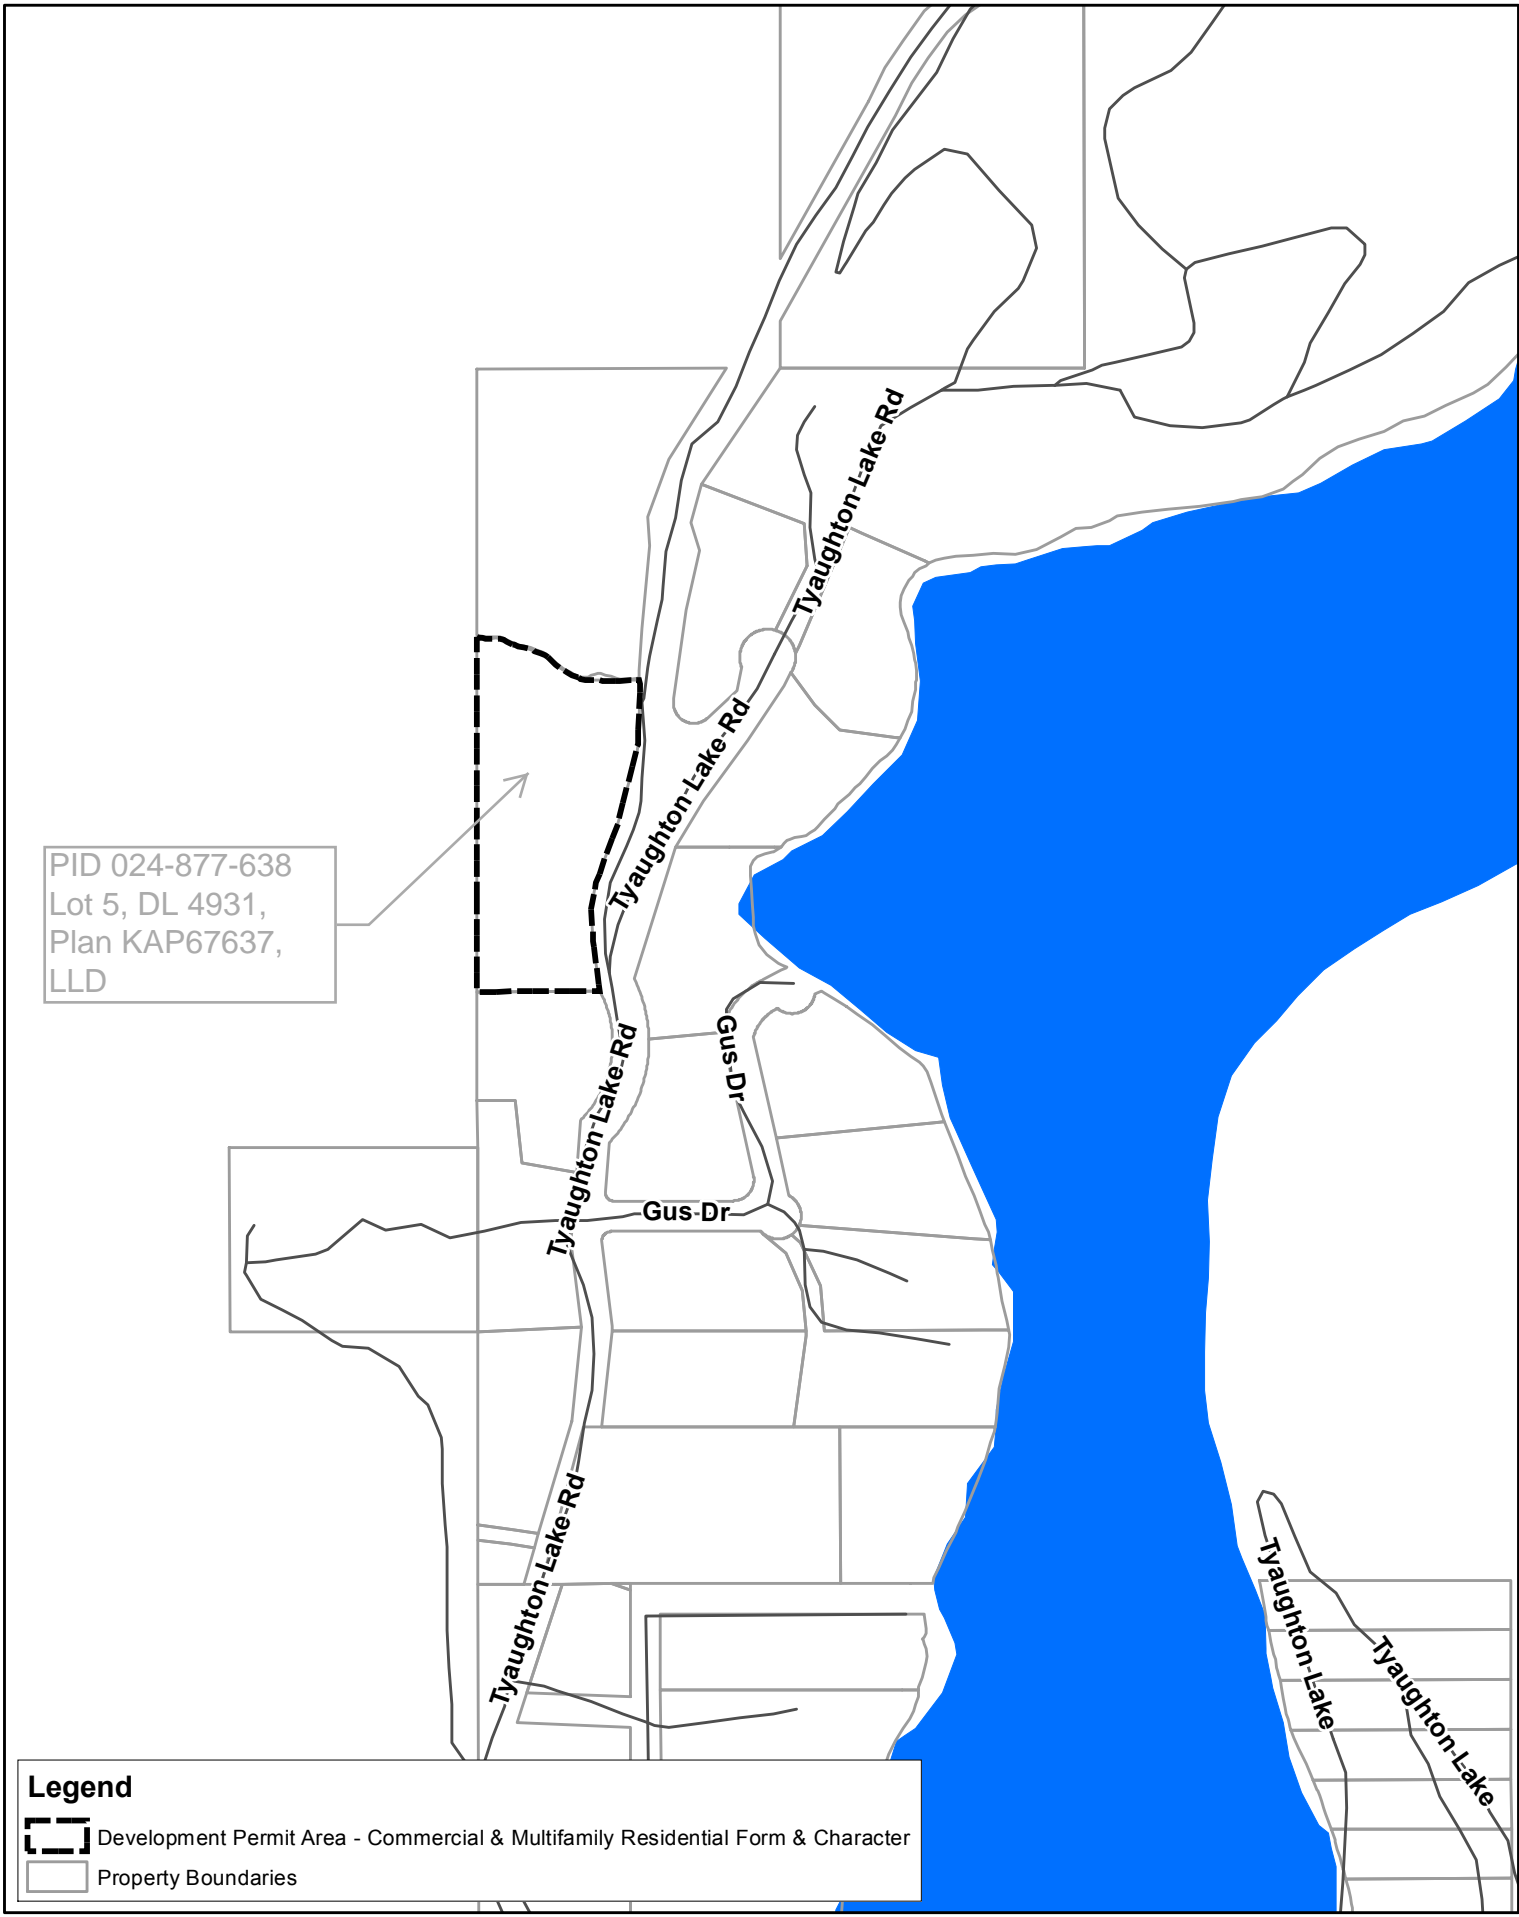 Tyaughton-Lake-Rd
Tyaughton-Lake-Rd
PID 024-877-638
Lot 5, DL 4931,
Plan KAP67637,
LLD
Gus-Dr
Tyaughton-Lake-Rd
Gus-Dr
Tyaughton-Lake-Rd
Tyaughton-Lake
Tyaughton-Lake
Legend
Development Permit Area - Commercial & Multifamily Residential Form & Character
Property Boundaries